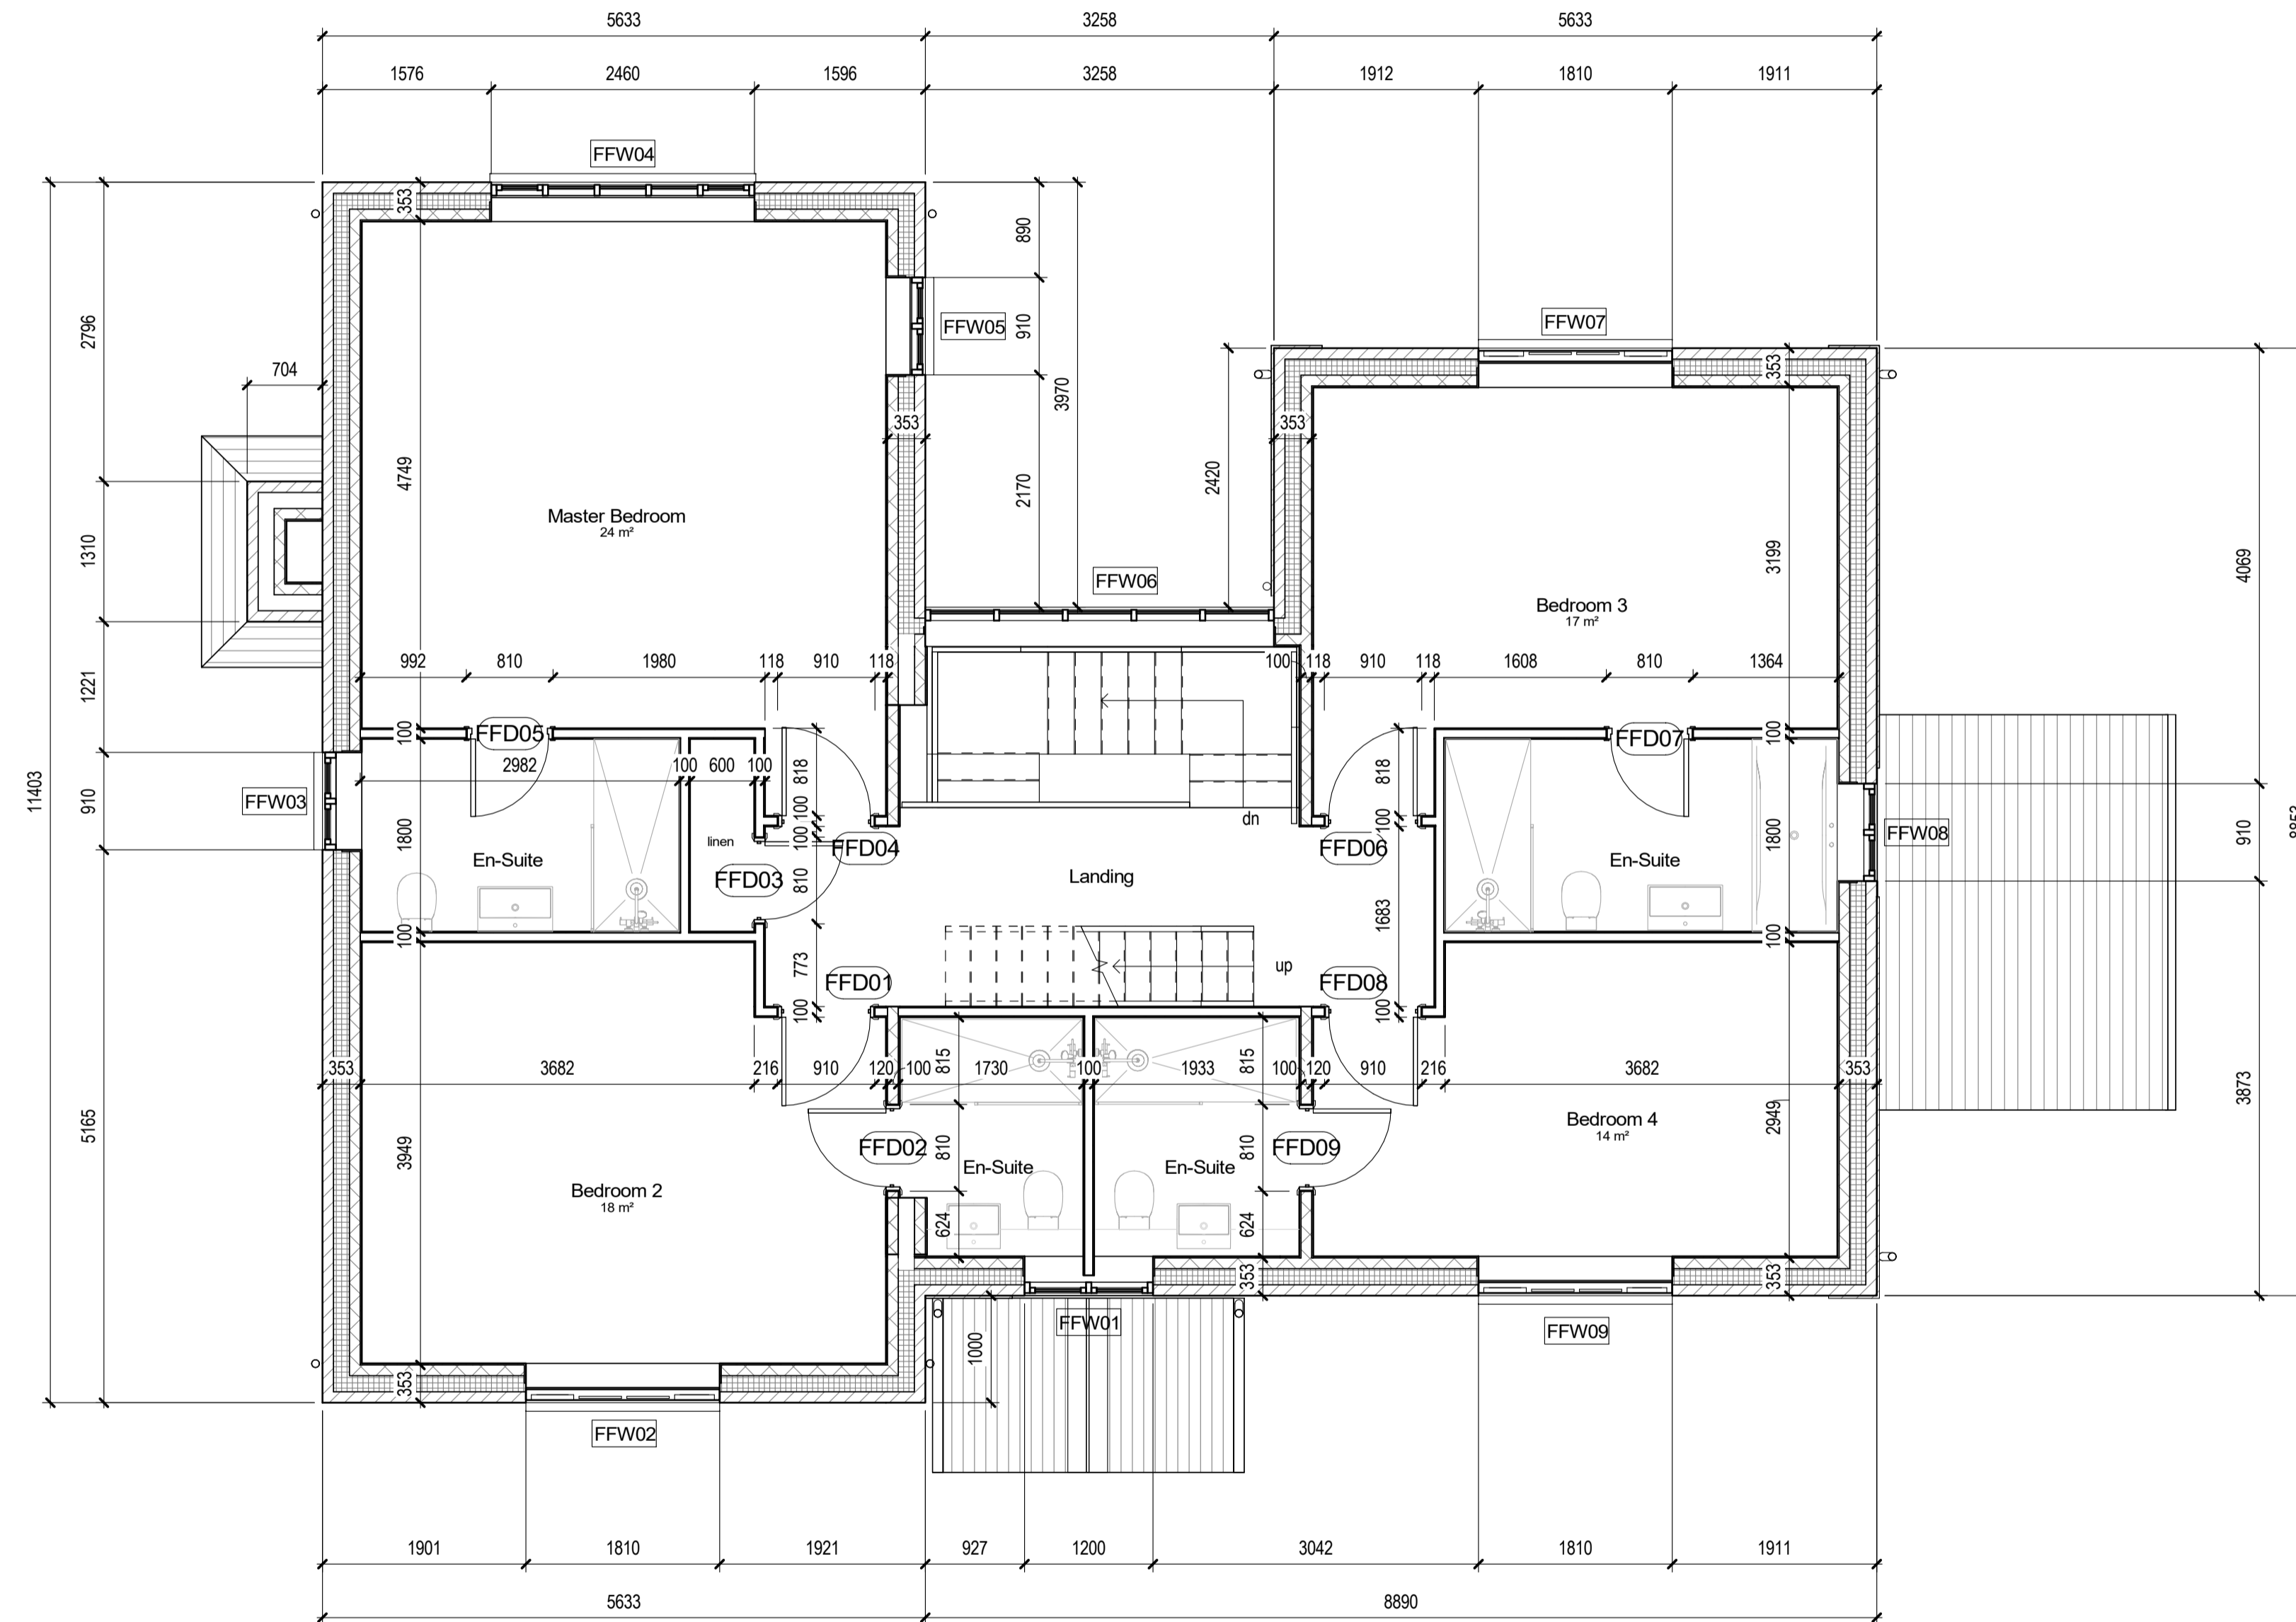 5633 3258 5633
1576 2460 1596 3258 1912 1810 1911
FFW04
353
890
2796
FFW05
910
FFW07
353
704
3970
353
353
2420
4749
2170
Master Bedroom
24 m²
1310
3199
4069
FFW06
Bedroom 3
17 m²
992 810 1980 118 910 118 100 118 910 118 1608 810 1364
1221
100
FFD05
FFD07
100
2982 100 600 100
818
818
11403
910
FFW03
100
100
dn
8853
910
FFW08
1800
100
linen
FFD04
FFD06
1800
En-Suite
En-Suite
FFD03
810
Landing
1683
100
100
773
up
FFD01
FFD08
100
100
353 3682 216 910 120 100 815 1730 100 1933 815 100 120 910 216 3682 353
3873
5165
3949
2949
Bedroom 4
14 m²
FFD02
810
810
FFD09
En-Suite
En-Suite
Bedroom 2
18 m²
624
624
353
353
FFW01
FFW09
1000
353
FFW02
1901 1810 1921 927 1200 3042 1810 1911
5633 8890